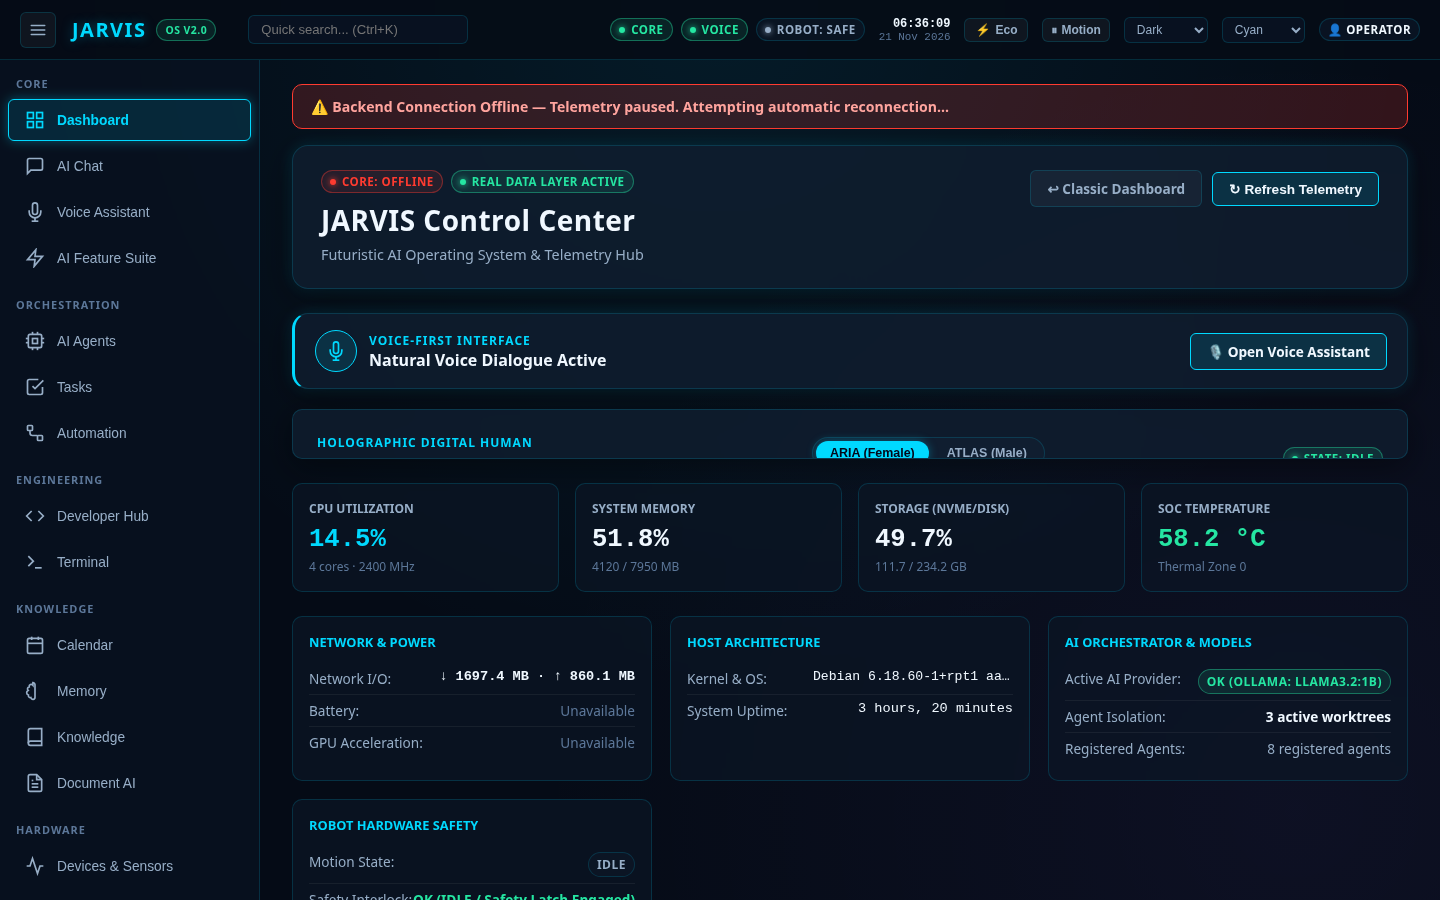 JARVIS OS V2.0 Quick search... (Ctrl+K) CORE VOICE ROBOT: SAFE 06:36:09 ⚡ Eco Motion Dark Cyan OPERATOR
21 Nov 2026
CORE
Dashboard
AI Chat
Voice Assistant
AI Feature Suite
ORCHESTRATION
AI Agents
Tasks
Automation
ENGINEERING
Developer Hub
Terminal
KNOWLEDGE
Calendar
Memory
Knowledge
Document AI
HARDWARE
Devices & Sensors
⚠️ Backend Connection Offline — Telemetry paused. Attempting automatic reconnection...
CORE: OFFLINE REAL DATA LAYER ACTIVE
JARVIS Control Center
Futuristic AI Operating System & Telemetry Hub
↩ Classic Dashboard ↻ Refresh Telemetry
VOICE-FIRST INTERFACE
Natural Voice Dialogue Active
Open Voice Assistant
HOLOGRAPHIC DIGITAL HUMAN
ARIA (Female) ATLAS (Male)
STATE: IDLE
CPU UTILIZATION
14.5%
4 cores · 2400 MHz
SYSTEM MEMORY
51.8%
4120 / 7950 MB
STORAGE (NVME/DISK)
49.7%
111.7 / 234.2 GB
SOC TEMPERATURE
58.2 °C
Thermal Zone 0
NETWORK & POWER
Network I/O: ↓ 1697.4 MB · ↑ 860.1 MB
Battery: Unavailable
GPU Acceleration: Unavailable
HOST ARCHITECTURE
Kernel & OS: Debian 6.18.60-1+rpt1 aa…
System Uptime: 3 hours, 20 minutes
AI ORCHESTRATOR & MODELS
Active AI Provider: OK (OLLAMA: LLAMA3.2:1B)
Agent Isolation: 3 active worktrees
Registered Agents: 8 registered agents
ROBOT HARDWARE SAFETY
Motion State: IDLE
Safety Interlock: OK (IDLE / Safety Latch Engaged)